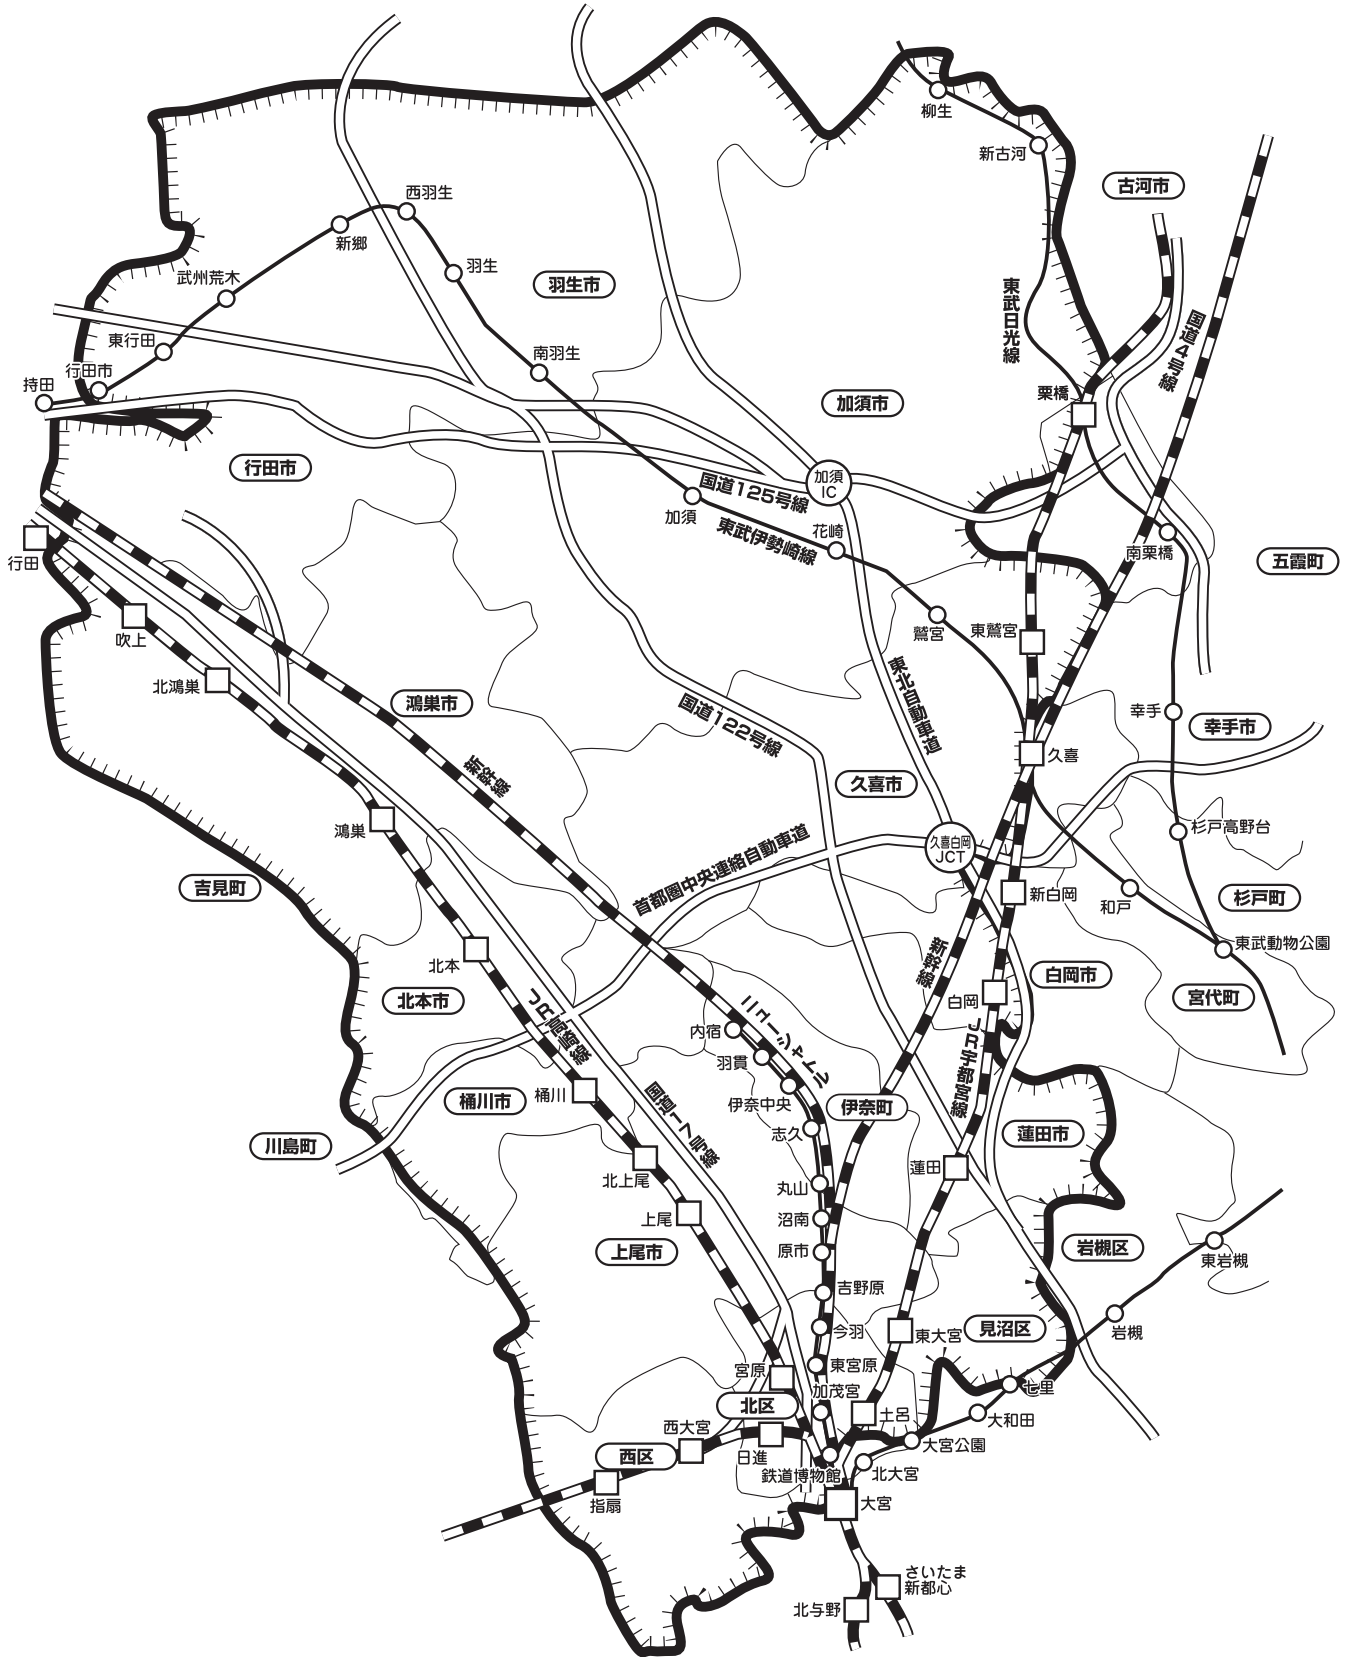 柳生
新古河
古河市
西羽生
新郷
羽生
武州荒木
羽生市
東武日光線
国道4号線
東行田
南羽生
行田市
持田
栗橋
加須市
行田市
加須
IC
国道125号線
加須
東武伊勢崎線
花崎
行田
南栗橋
五霞町
吹上
鷲宮
東鷲宮
北鴻巣
東北自動車道
鴻巣市
国道122号線
幸手
幸手市
久喜
新幹線
久喜市
鴻巣
杉戸高野台
久喜白岡
JCT
首都圏中央連絡自動車道
吉見町
新白岡
和戸
杉戸町
東武動物公園
北本
新幹線
白岡市
北本市
白岡
宮代町
JR高崎線
内宿
ニューシャトル
JR宇都宮線
羽貫
桶川
桶川市
伊奈中央
伊奈町
国道17号線
志久
蓮田市
川島町
蓮田
北上尾
丸山
上尾
沼南
上尾市
原市
岩槻区
東岩槻
吉野原
今羽
東大宮
見沼区
岩槻
宮原
東宮原
加茂宮
七里
北区
土呂
大和田
西大宮
大宮公園
西区
日進
鉄道博物館
北大宮
指扇
大宮
さいたま
新都心
北与野